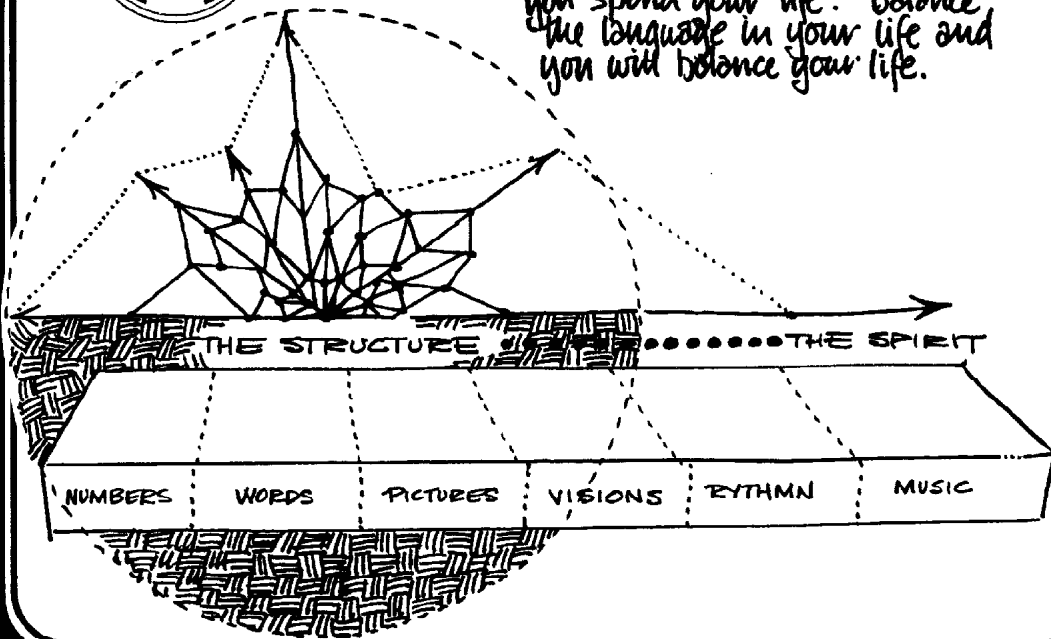 you spend your life. Balance
the language in your life and
you will balance your life.
THE STRUCTURE THE SPIRIT
NUMBERS WORDS PICTURES VISIONS RYTHMN MUSIC